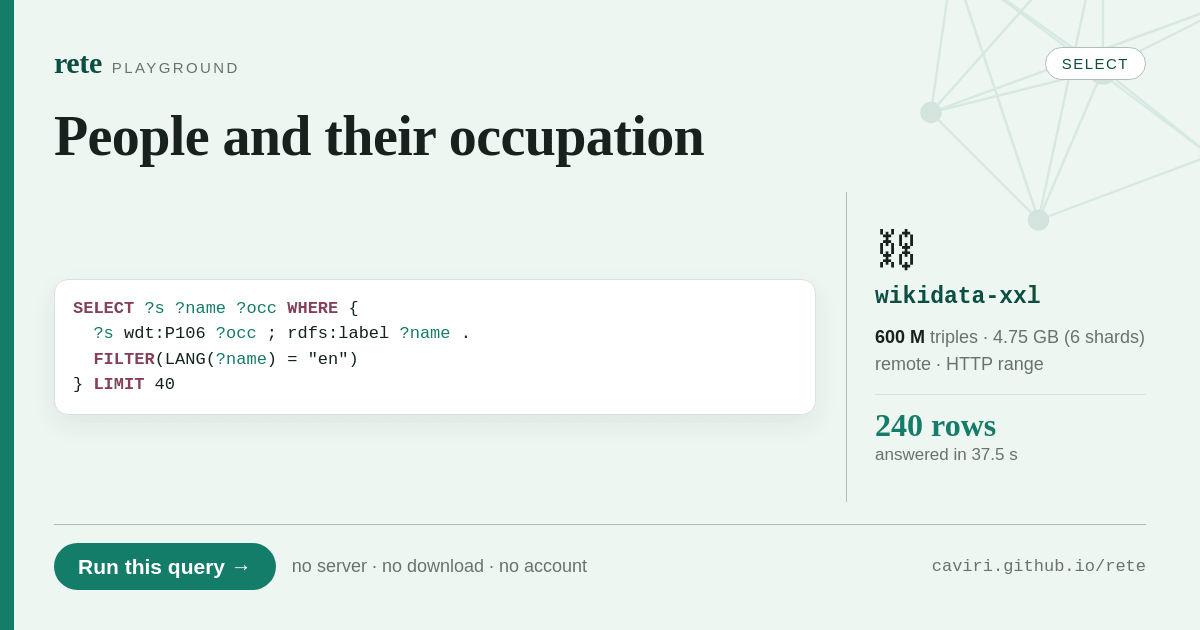 rete PLAYGROUND
SELECT
People and their occupation
SELECT ?s ?name ?occ WHERE {
  ?s wdt:P106 ?occ ; rdfs:label ?name .
  FILTER(LANG(?name) = "en")
} LIMIT 40
wikidata-xxl
600 M triples · 4.75 GB (6 shards)
remote · HTTP range
240 rows
answered in 37.5 s
Run this query →
no server · no download · no account
caviri.github.io/rete